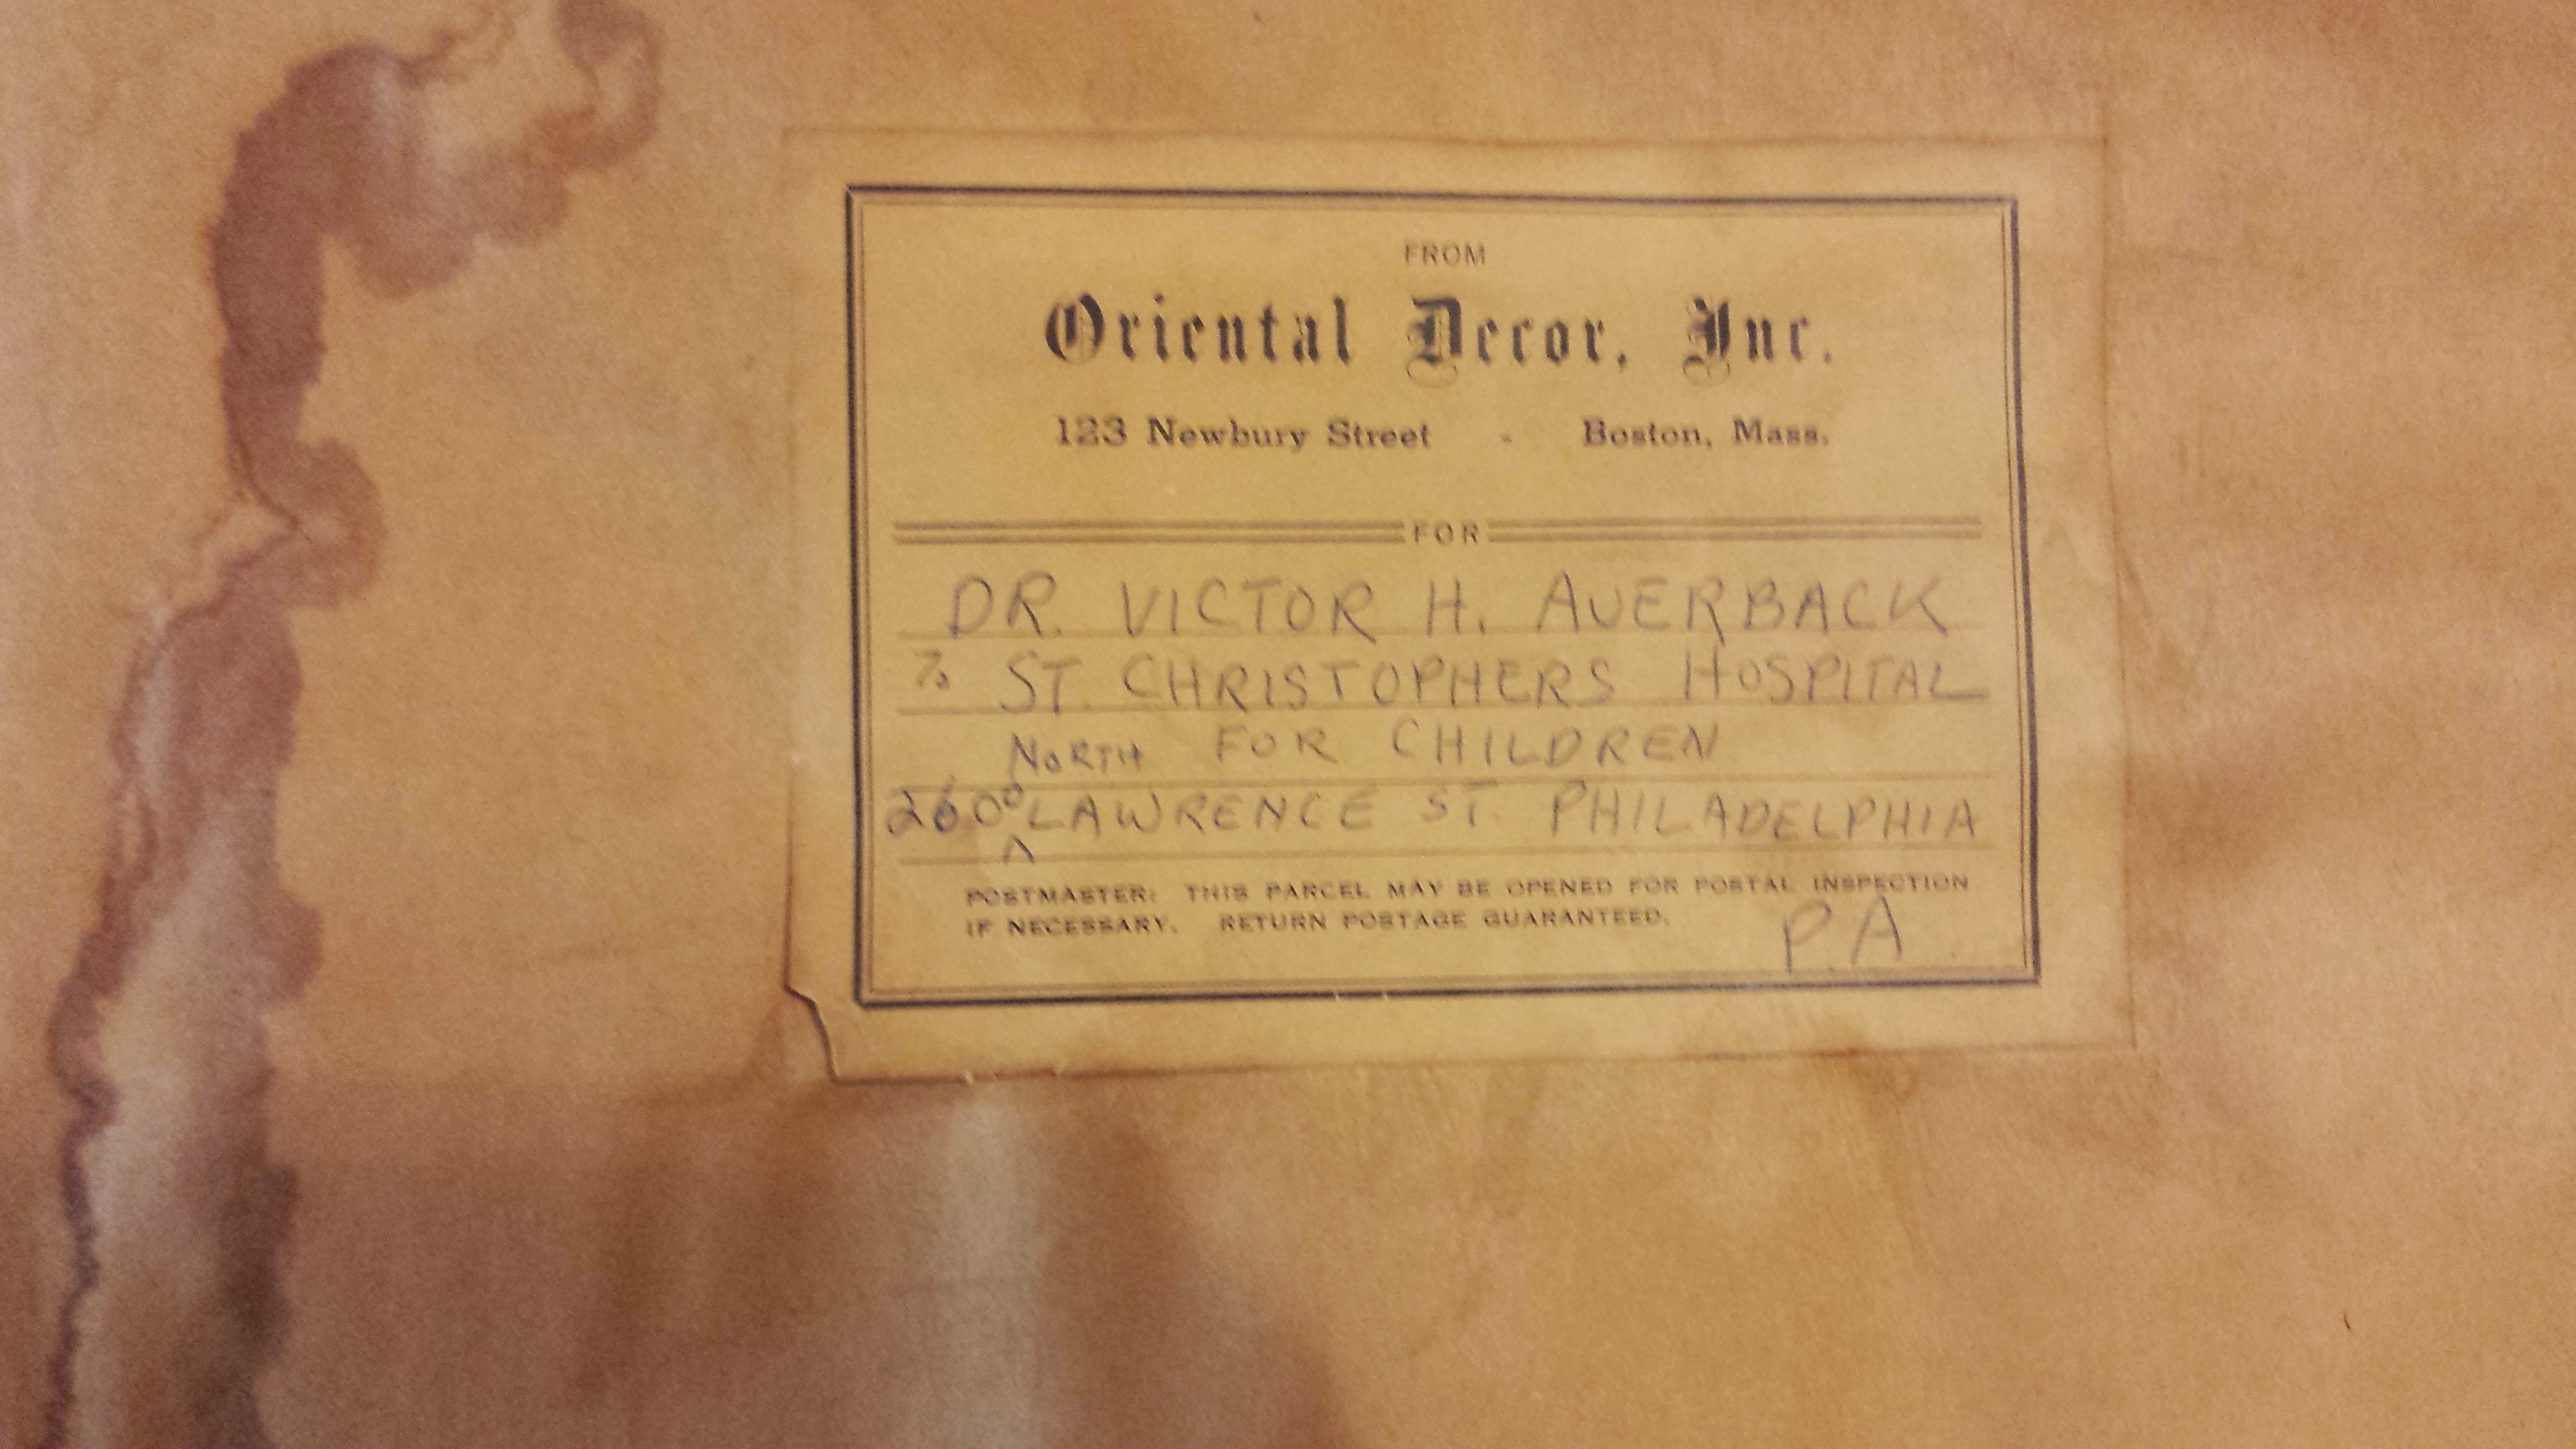 FROM
Oriental Decor, Inc.
123 Newbury Street - Boston, Mass.
FOR
DR. VICTOR H. AUERBACK
% ST. CHRISTOPHERS HOSPITAL
NORTH FOR CHILDREN
2600 LAWRENCE ST. PHILADELPHIA
POSTMASTER: THIS PARCEL MAY BE OPENED FOR POSTAL INSPECTION
IF NECESSARY. RETURN POSTAGE GUARANTEED.
P.A.